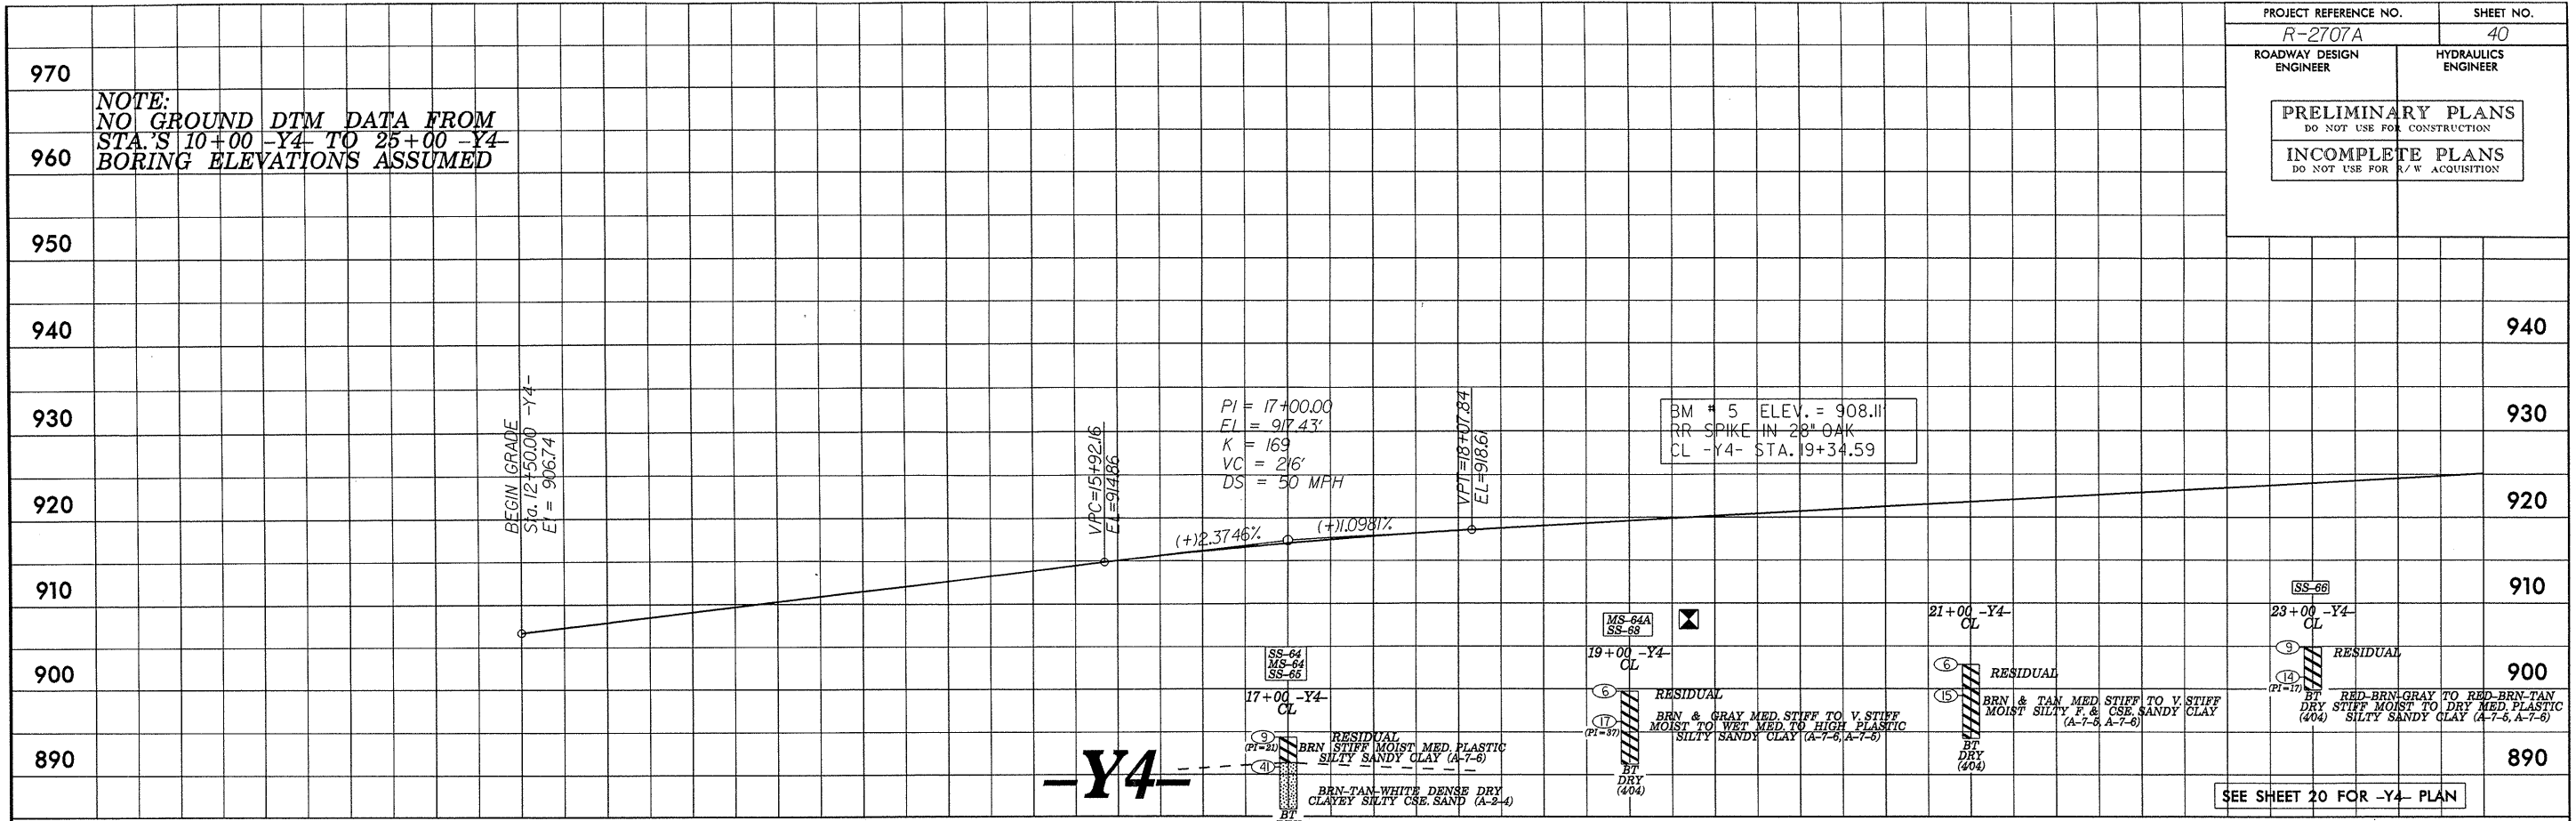 PROJECT REFERENCE NO.
SHEET NO.
R-2707A
40
ROADWAY DESIGN
ENGINEER
HYDRAULICS
ENGINEER
PRELIMINARY PLANS
DO NOT USE FOR CONSTRUCTION
INCOMPLETE PLANS
DO NOT USE FOR R/W ACQUISITION
970
960
950
940
930
920
910
900
890
NOTE:
NO GROUND DTM DATA FROM
STA.'S 10+00 -Y4- TO 25+00 -Y4-
BORING ELEVATIONS ASSUMED
BEGIN GRADE
Sta. 12+50.00 -Y4-
El = 906.74
VPC=15+92.16
EL=914.86
PI = 17+00.00
EL = 917.43'
K = 169
VC = 216'
DS = 50 MPH
(+)2.3746%
(+)1.0981%
VPT=18+07.84
EL=918.61
BM # 5 ELEV. = 908.11'
RR SPIKE IN 28" OAK
CL -Y4- STA. 19+34.59
940
930
920
910
900
890
SS-64
MS-64
SS-65
17+00 -Y4-
CL
9
(PI=21)
41
RESIDUAL
BRN STIFF MOIST MED. PLASTIC
SILTY SANDY CLAY (A-7-6)
BRN-TAN-WHITE DENSE DRY
CLAYEY SILTY CSE. SAND (A-2-4)
BT
MS-64A
SS-68
19+00 -Y4-
CL
6
17
(PI=37)
RESIDUAL
BRN & GRAY MED. STIFF TO V. STIFF
MOIST TO WET MED. TO HIGH PLASTIC
SILTY SANDY CLAY (A-7-6, A-7-5)
BT
DRY
(4/04)
21+00 -Y4-
CL
6
15
RESIDUAL
BRN & TAN MED STIFF TO V. STIFF
MOIST SILTY F. & CSE. SANDY CLAY
(A-7-5, A-7-6)
BT
DRY
(4/04)
SS-66
23+00 -Y4-
CL
9
14
(PI=17)
RESIDUAL
BT
DRY
(4/04)
RED-BRN-GRAY TO RED-BRN-TAN
STIFF MOIST TO DRY MED. PLASTIC
SILTY SANDY CLAY (A-7-5, A-7-6)
-Y4-
SEE SHEET 20 FOR -Y4- PLAN